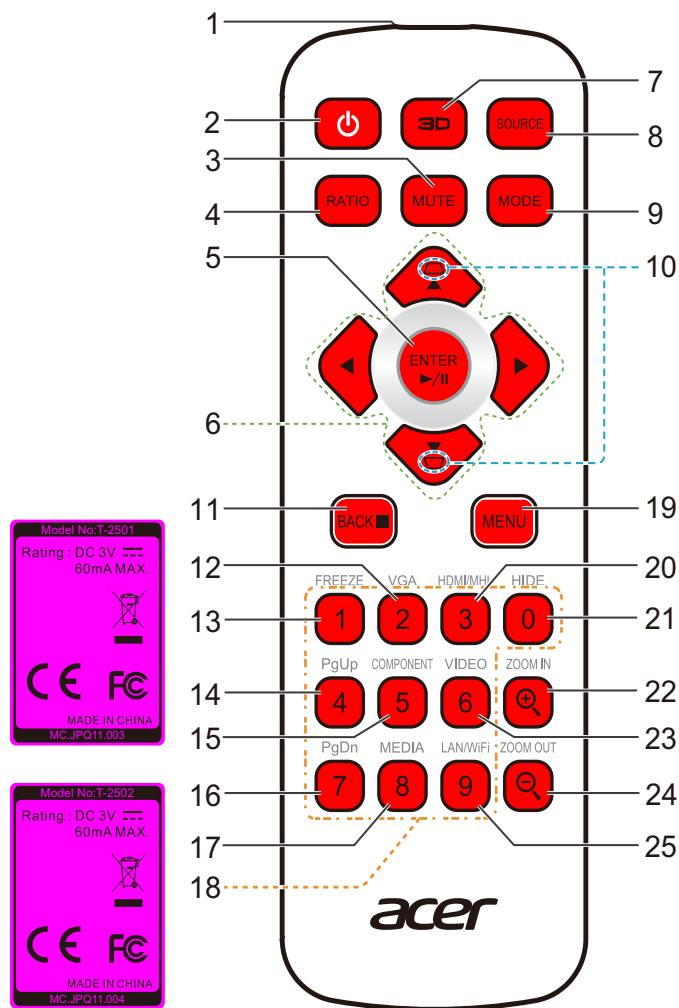 1
7
2
3D
SOURCE
8
3
4
RATIO
MUTE
MODE
9
5
10
ENTER
6
11
BACK
MENU
19
12
20
FREEZE
VGA
HDMI/MHL
HIDE
13
1
2
3
0
21
PgUp
COMPONENT
VIDEO
ZOOM IN
14
4
5
6
22
15
23
PgDn
MEDIA
LAN/WiFi
ZOOM OUT
16
7
8
9
24
17
25
18
acer
Model No:T-2501
Rating : DC 3V
60mA MAX.
CE FC
MADE IN CHINA
MC.JPQ11.003
Model No:T-2502
Rating : DC 3V
60mA MAX.
CE FC
MADE IN CHINA
MC.JPQ11.004